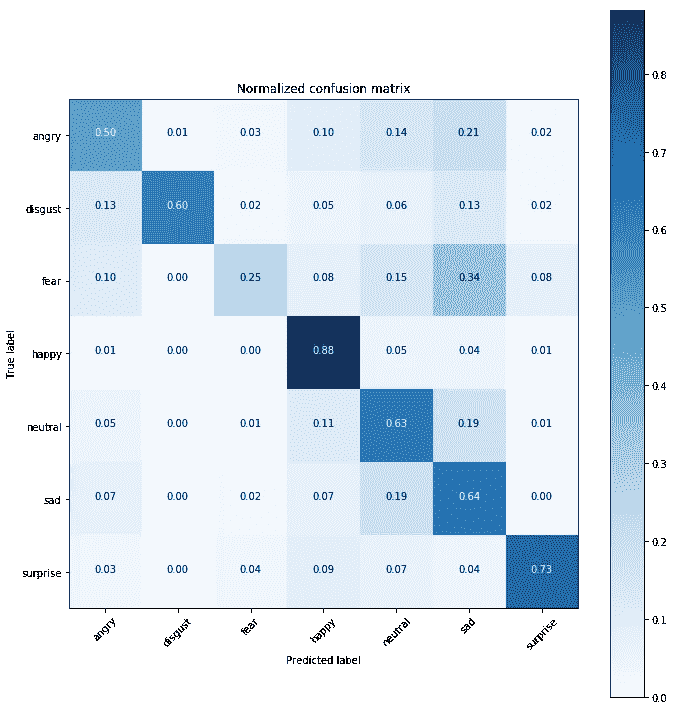 Normalized confusion matrix
angry 0.50 0.01 0.03 0.10 0.14 0.21 0.02
disgust 0.13 0.60 0.02 0.05 0.06 0.13 0.02
fear 0.10 0.00 0.25 0.08 0.15 0.34 0.08
happy 0.01 0.00 0.00 0.88 0.05 0.04 0.01
neutral 0.05 0.00 0.01 0.11 0.63 0.19 0.01
sad 0.07 0.00 0.02 0.07 0.19 0.64 0.00
surprise 0.03 0.00 0.04 0.09 0.07 0.04 0.73
angry disgust fear happy neutral sad surprise
True label
Predicted label
0.8
0.7
0.6
0.5
0.4
0.3
0.2
0.1
0.0